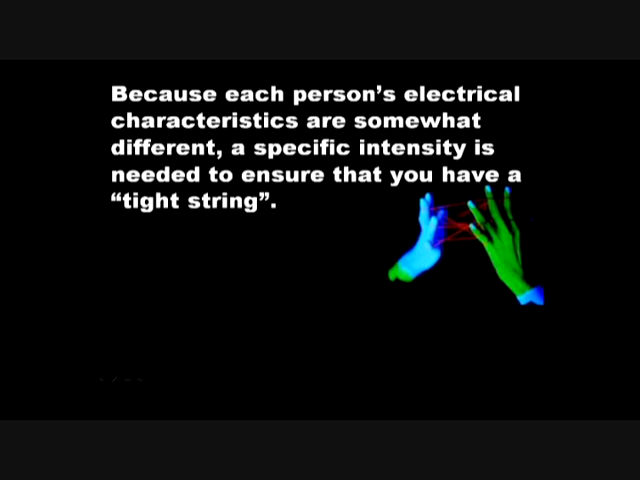 Because each person’s electrical
characteristics are somewhat
different, a specific intensity is
needed to ensure that you have a
“tight string”.